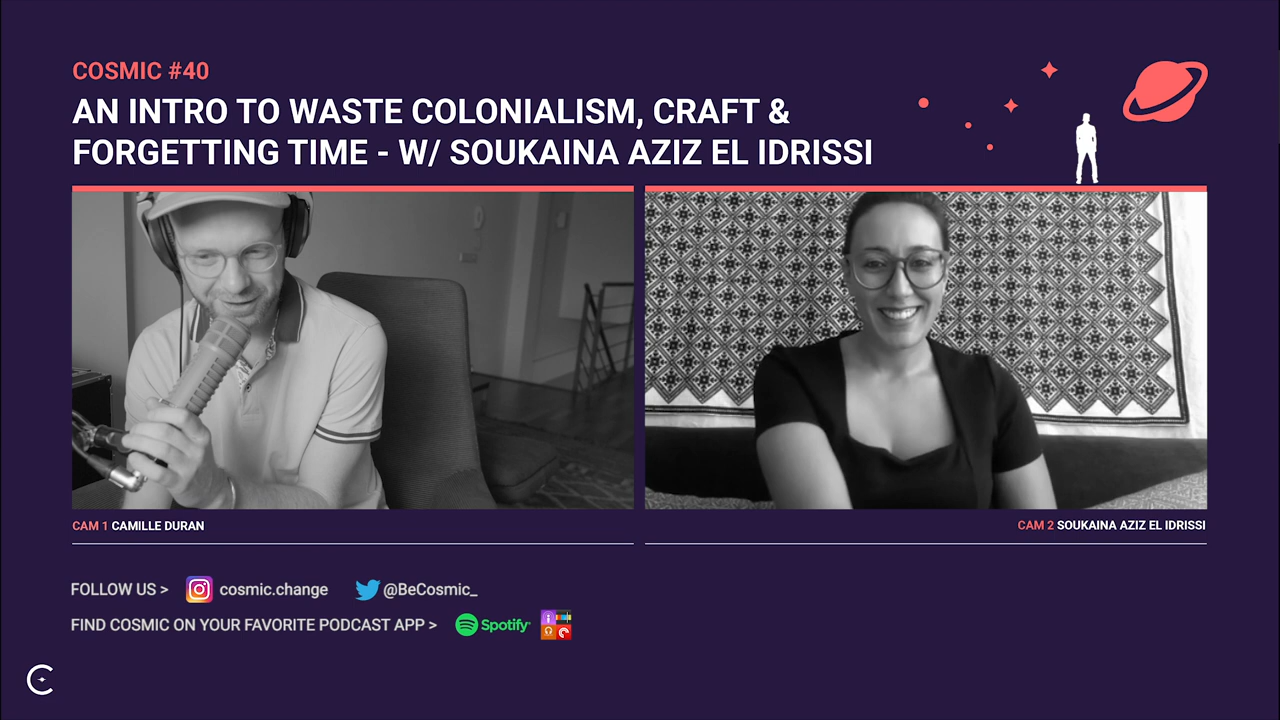 COSMIC #40
AN INTRO TO WASTE COLONIALISM, CRAFT &
FORGETTING TIME - W/ SOUKAINA AZIZ EL IDRISSI
CAM 1 CAMILLE DURAN
CAM 2 SOUKAINA AZIZ EL IDRISSI
FOLLOW US > cosmic.change @BeCosmic_
FIND COSMIC ON YOUR FAVORITE PODCAST APP > Spotify